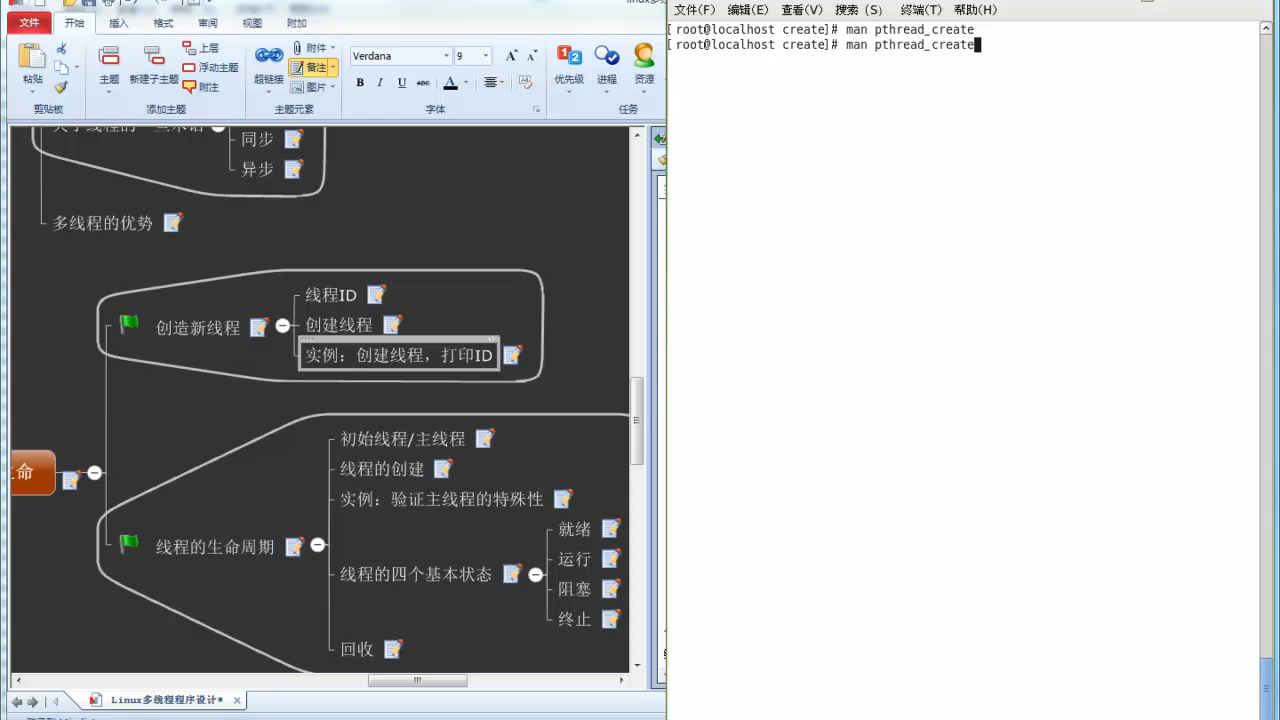 文件
开始
插入
格式
审阅
视图
附加
粘贴
剪贴板
主题
新建子主题
上层
浮动主题
附注
添加主题
超链接
附件
备注
图片
主题元素
Verdana
9
B I U abc A
字体
优先级
进程
资源
任务
同步
异步
多线程的优势
创造新线程
线程ID
创建线程
实例：创建线程，打印ID
线程的生命周期
初始线程/主线程
线程的创建
实例：验证主线程的特殊性
线程的四个基本状态
就绪
运行
阻塞
终止
回收
Linux多线程程序设计*
文件(F) 编辑(E) 查看(V) 搜索 (S) 终端(T) 帮助(H)
[root@localhost create]# man pthread_create
[root@localhost create]# man pthread_create